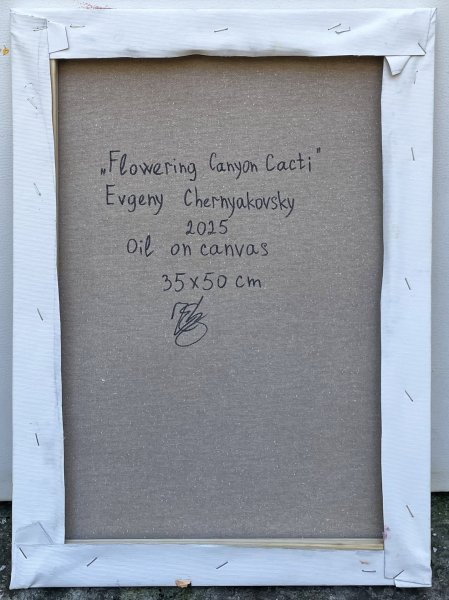 „Flowering Canyon Cacti"
Evgeny Chernyakovsky
2025
Oil on canvas
35x50 cm